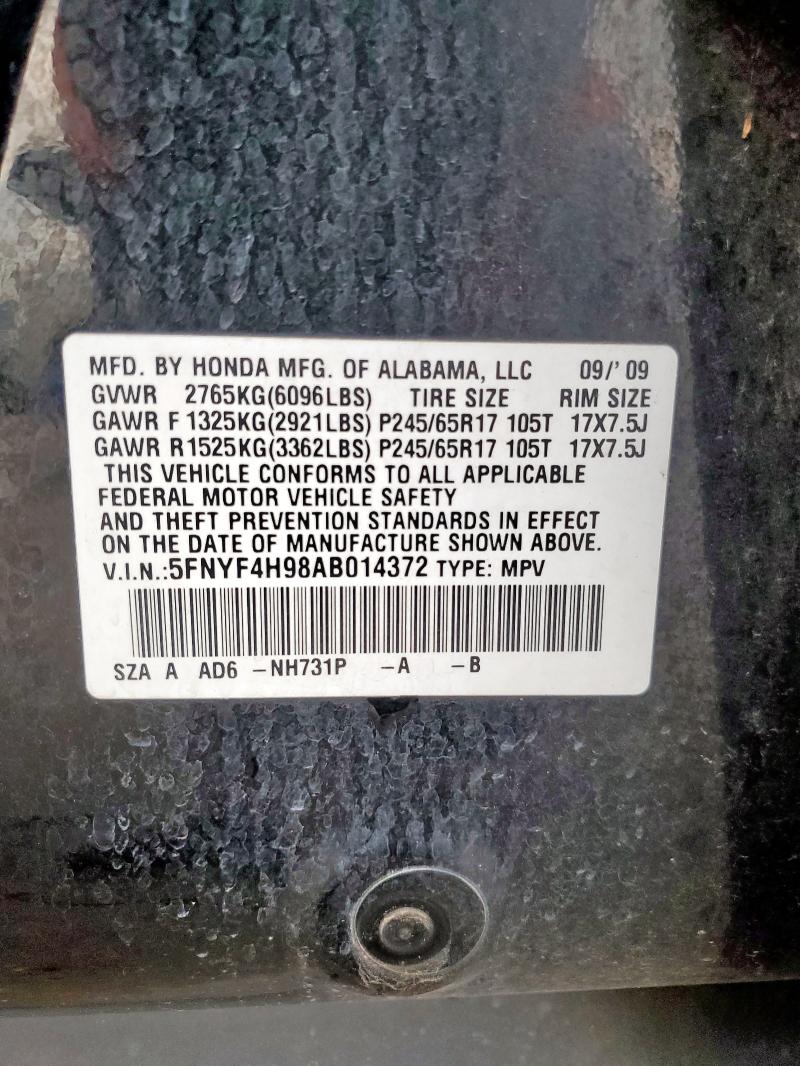 MFD. BY HONDA MFG. OF ALABAMA, LLC 09/'09
GVWR 2765KG(6096LBS) TIRE SIZE RIM SIZE
GAWR F 1325KG(2921LBS) P245/65R17 105T 17X7.5J
GAWR R 1525KG(3362LBS) P245/65R17 105T 17X7.5J
THIS VEHICLE CONFORMS TO ALL APPLICABLE
FEDERAL MOTOR VEHICLE SAFETY
AND THEFT PREVENTION STANDARDS IN EFFECT
ON THE DATE OF MANUFACTURE SHOWN ABOVE.
V.I.N.:5FNYF4H98AB014372 TYPE: MPV
SZA A AD6 -NH731P -A -B